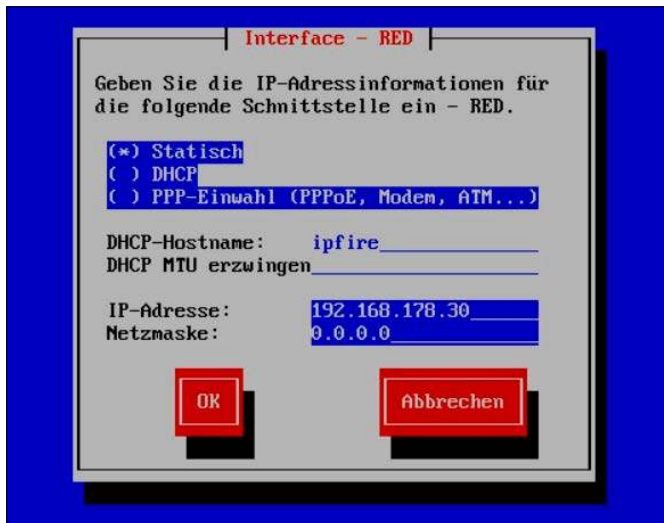 Interface - RED
Geben Sie die IP-Adressinformationen für
die folgende Schnittstelle ein - RED.
(*) Statisch
( ) DHCP
( ) PPP-Einwahl (PPPoE, Modem, ATM...)
DHCP-Hostname: ipfire
DHCP MTU erzwingen
IP-Adresse: 192.168.178.30
Netzmaske: 0.0.0.0
OK Abbrechen